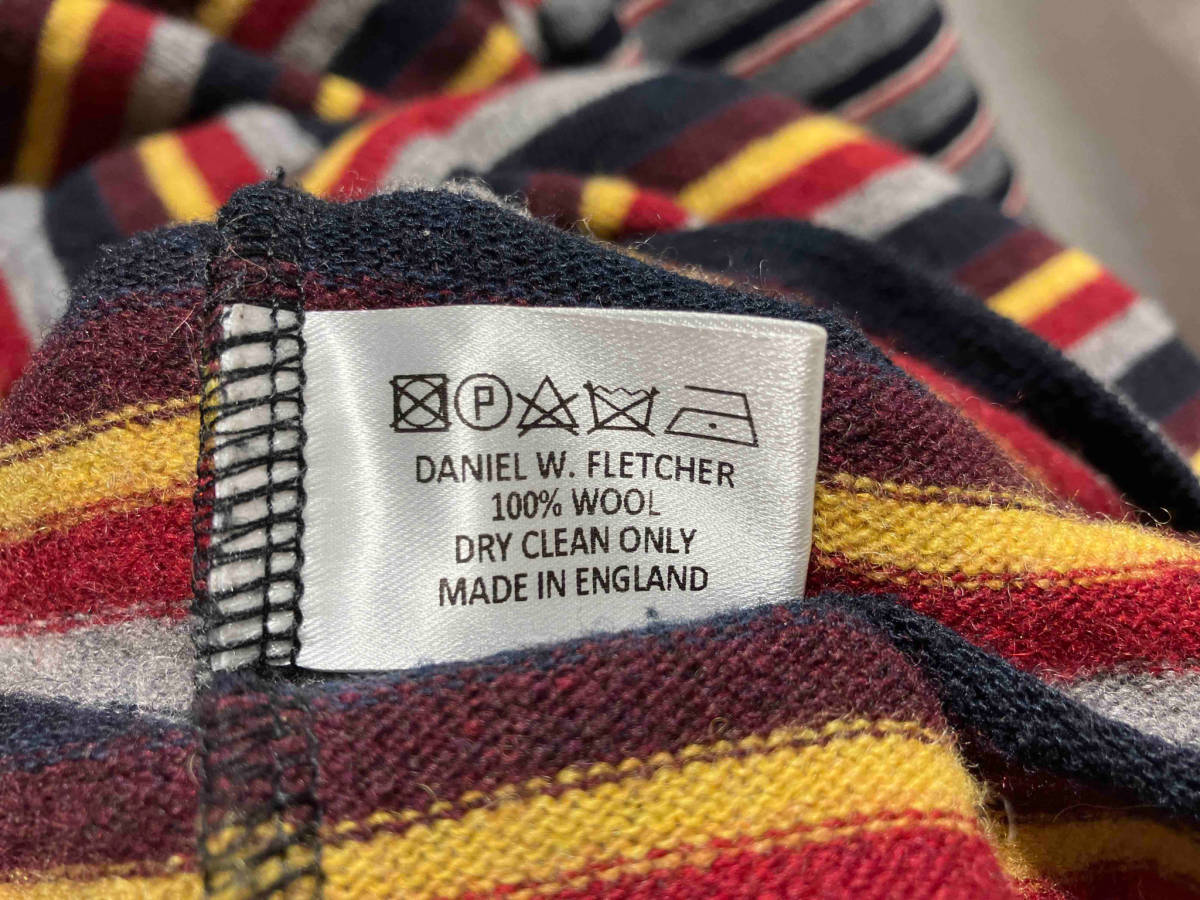 P
DANIEL W. FLETCHER
100% WOOL
DRY CLEAN ONLY
MADE IN ENGLAND